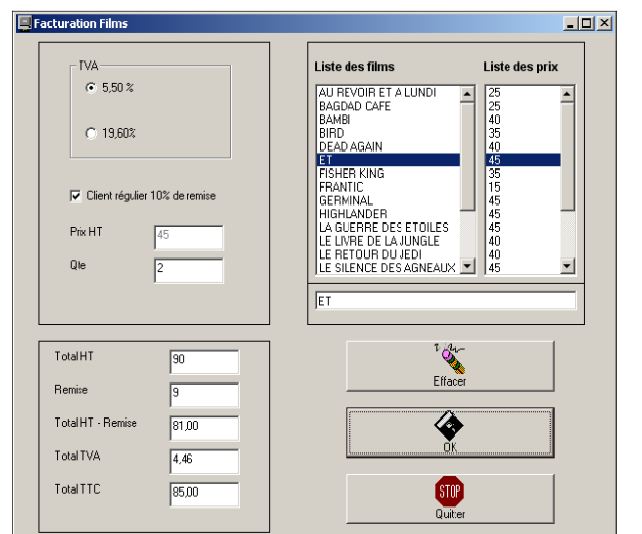 Facturation Films
TVA
5,50 %
19,60%
Client régulier 10% de remise
Prix HT 45
Qte 2
Liste des films Liste des prix
AU REVOIR ET A LUNDI 25
BAGDAD CAFE 25
BAMBI 40
BIRD 35
DEAD AGAIN 40
ET 45
FISHER KING 35
FRANTIC 15
GERMINAL 45
HIGHLANDER 45
LA GUERRE DES ETOILES 45
LE LIVRE DE LA JUNGLE 40
LE RETOUR DU JEDI 40
LE SILENCE DES AGNEAUX 45
ET
Total HT 90
Remise 9
Total HT - Remise 81,00
Total TVA 4,46
Total TTC 85,00
Effacer
OK
STOP
Quitter